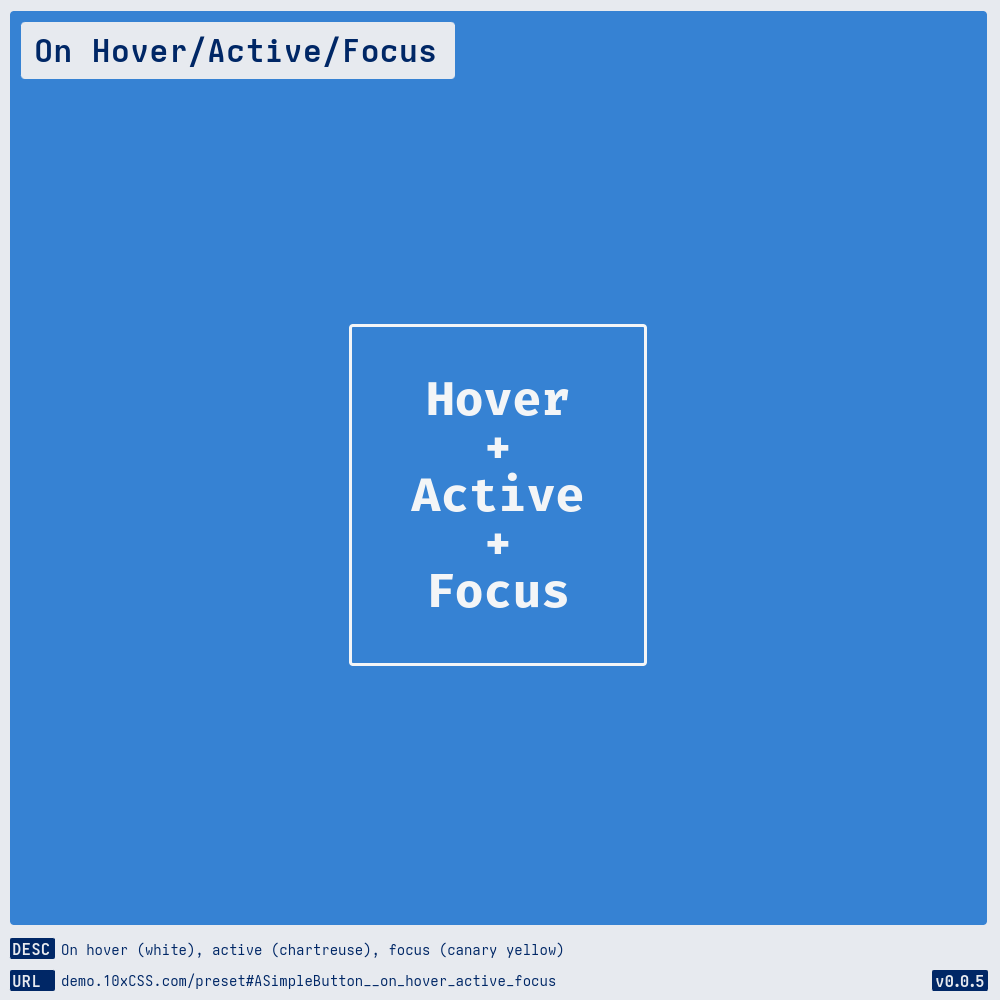 On Hover/Active/Focus
Hover
+
Active
+
Focus
DESC On hover (white), active (chartreuse), focus (canary yellow)
URL demo.10xCSS.com/preset#ASimpleButton__on_hover_active_focus
v0.0.5